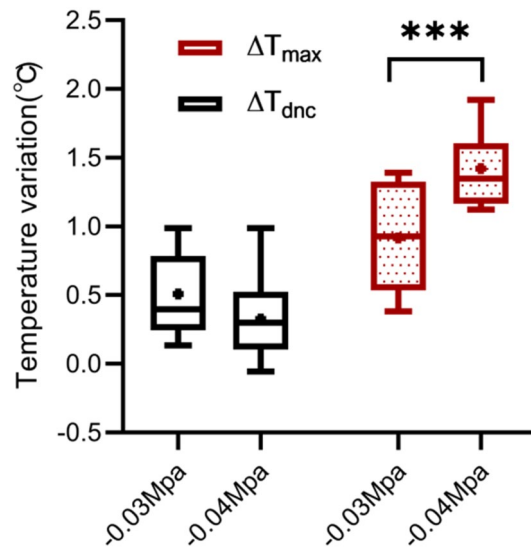 2.5
2.0
1.5
1.0
0.5
0.0
-0.5
Temperature variation(℃)
ΔTmax
ΔTdnc
***
-0.03Mpa
-0.04Mpa
-0.03Mpa
-0.04Mpa